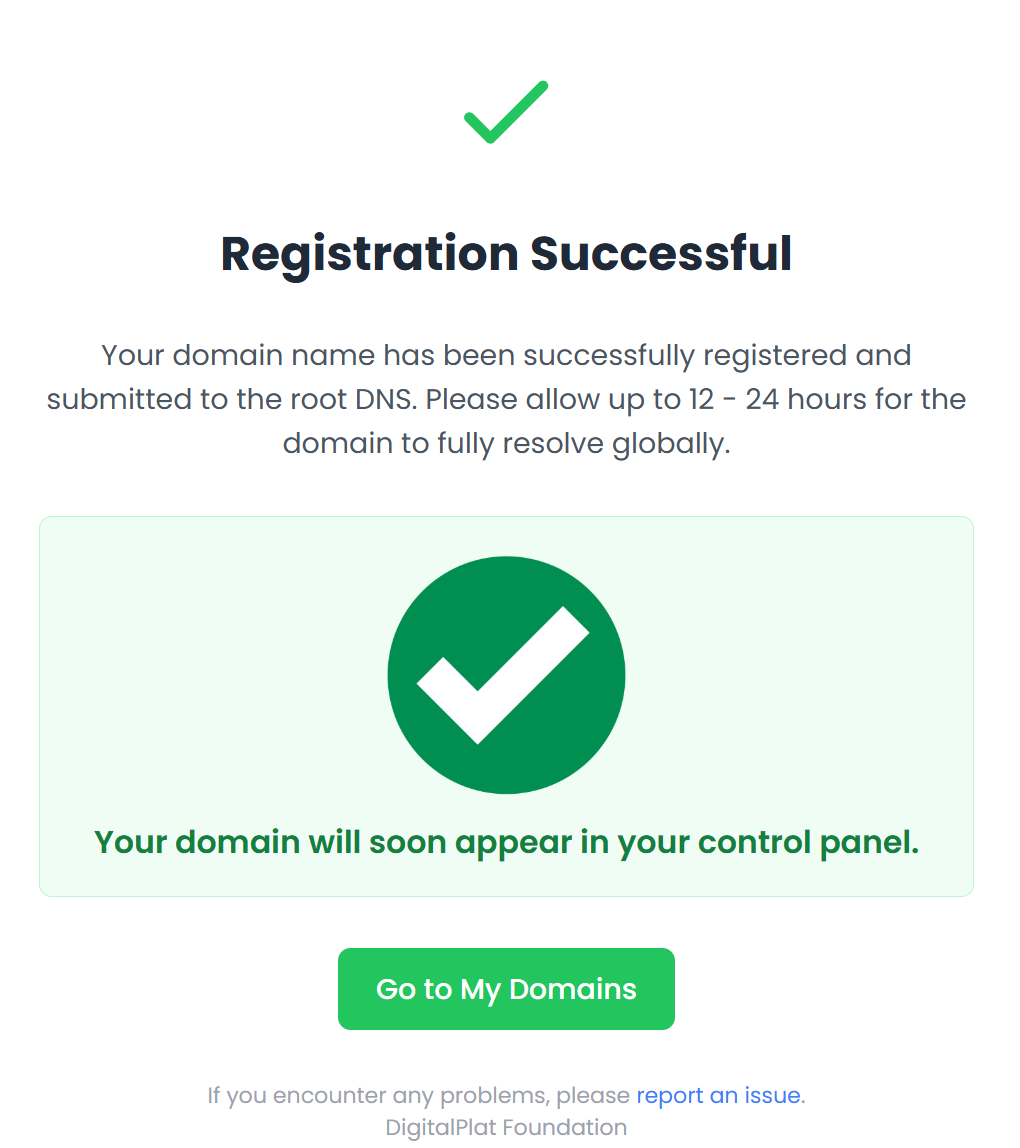 Registration Successful
Your domain name has been successfully registered and
submitted to the root DNS. Please allow up to 12 - 24 hours for the
domain to fully resolve globally.
Your domain will soon appear in your control panel.
Go to My Domains
If you encounter any problems, please report an issue.
DigitalPlat Foundation